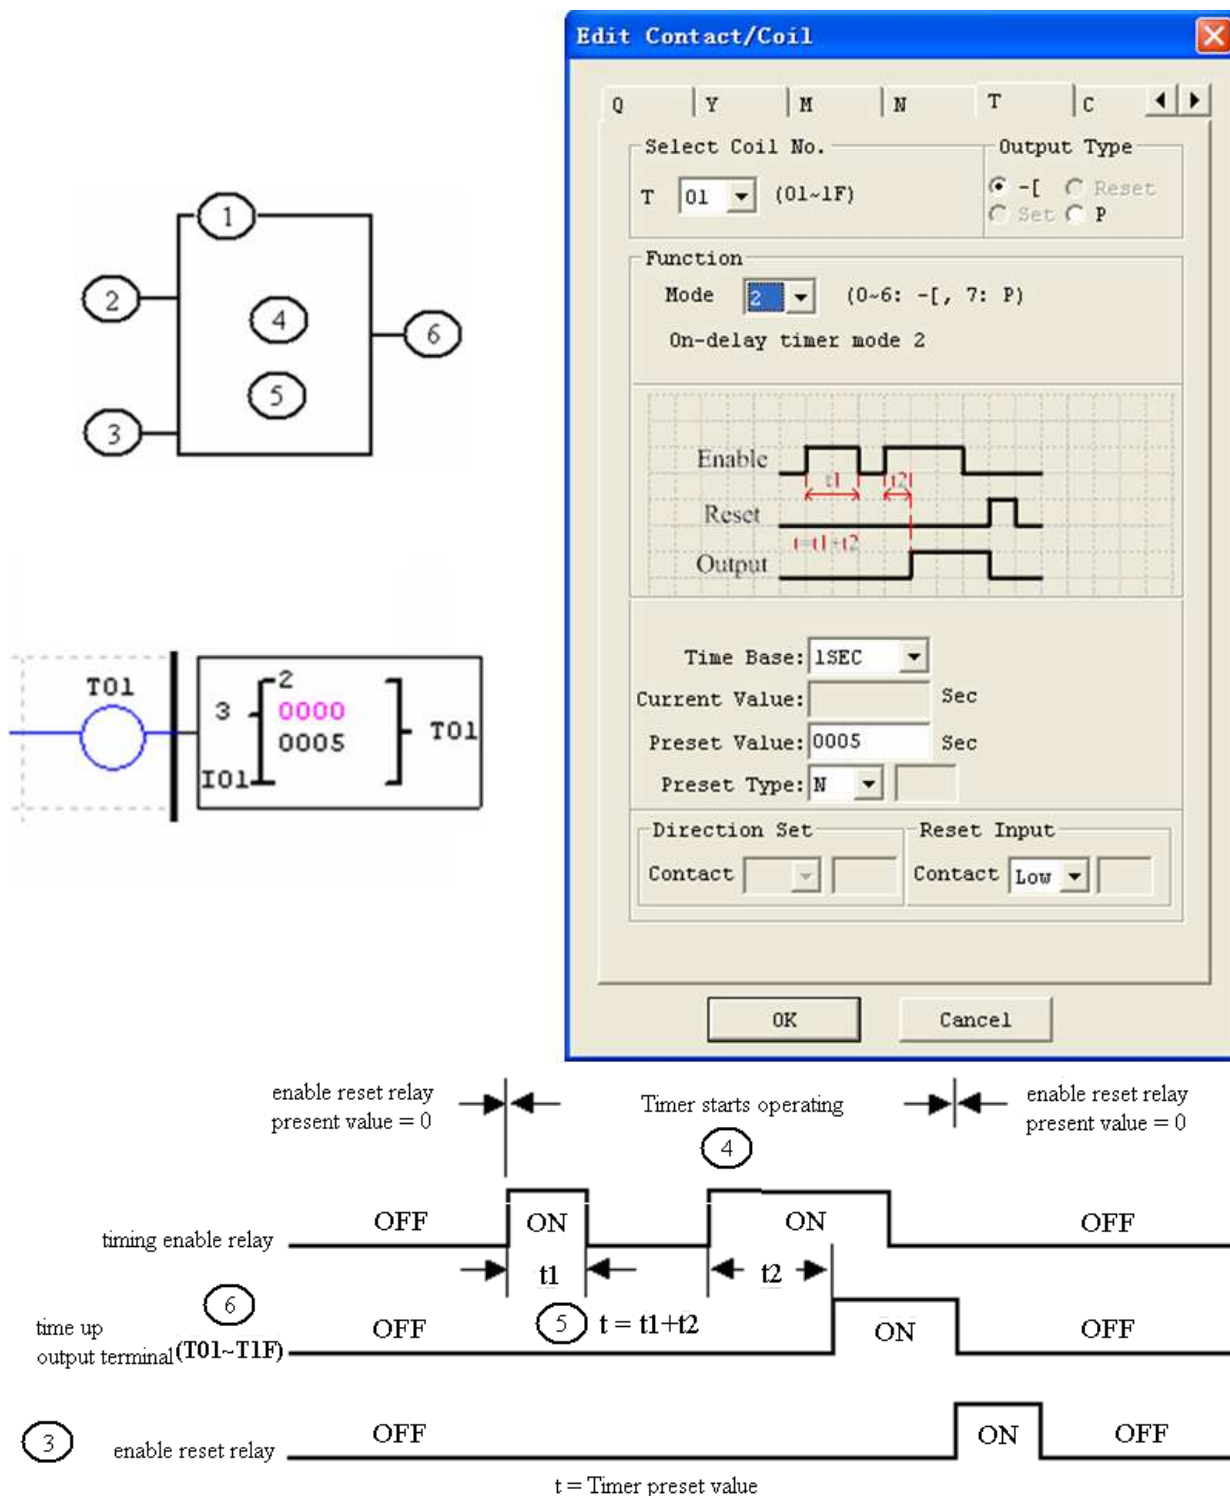 Edit Contact/Coil
Q Y M N T C
Select Coil No.
T 01 (01~1F)
Output Type
-[ Reset
Set P
Function
Mode 2 (0~6: -[, 7: P)
On-delay timer mode 2
Enable
t1 t2
Reset
t=t1+t2
Output
Time Base: 1SEC
Current Value: Sec
Preset Value: 0005 Sec
Preset Type: N
Direction Set
Contact
Reset Input
Contact Low
OK Cancel
1
2
4
6
5
3
T01
2
3 0000
0005 T01
I01
enable reset relay
present value = 0
Timer starts operating
enable reset relay
present value = 0
4
timing enable relay OFF ON ON OFF
t1 t2
6
5 t = t1+t2
time up
output terminal(T01~T1F) OFF ON OFF
3 enable reset relay OFF ON OFF
t = Timer preset value